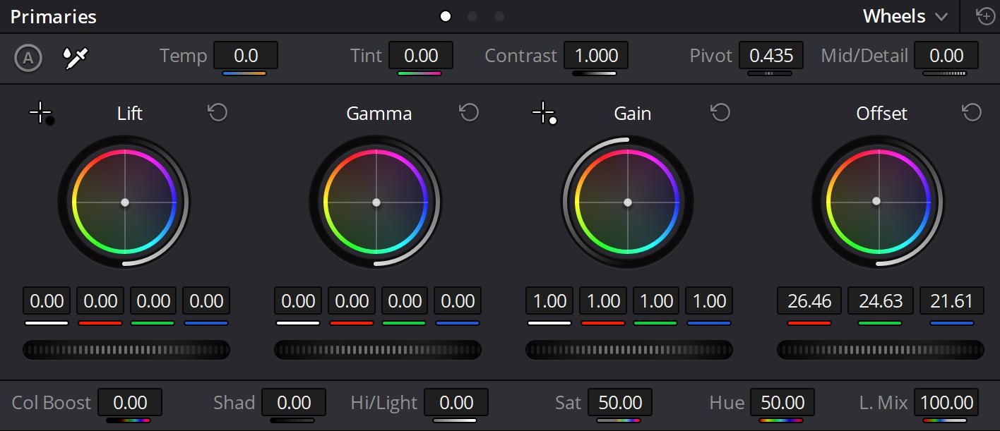 Primaries Wheels
A Temp 0.0 Tint 0.00 Contrast 1.000 Pivot 0.435 Mid/Detail 0.00
Lift Gamma Gain Offset
0.00 0.00 0.00 0.00 0.00 0.00 0.00 0.00 1.00 1.00 1.00 1.00 26.46 24.63 21.61
Col Boost 0.00 Shad 0.00 Hi/Light 0.00 Sat 50.00 Hue 50.00 L. Mix 100.00